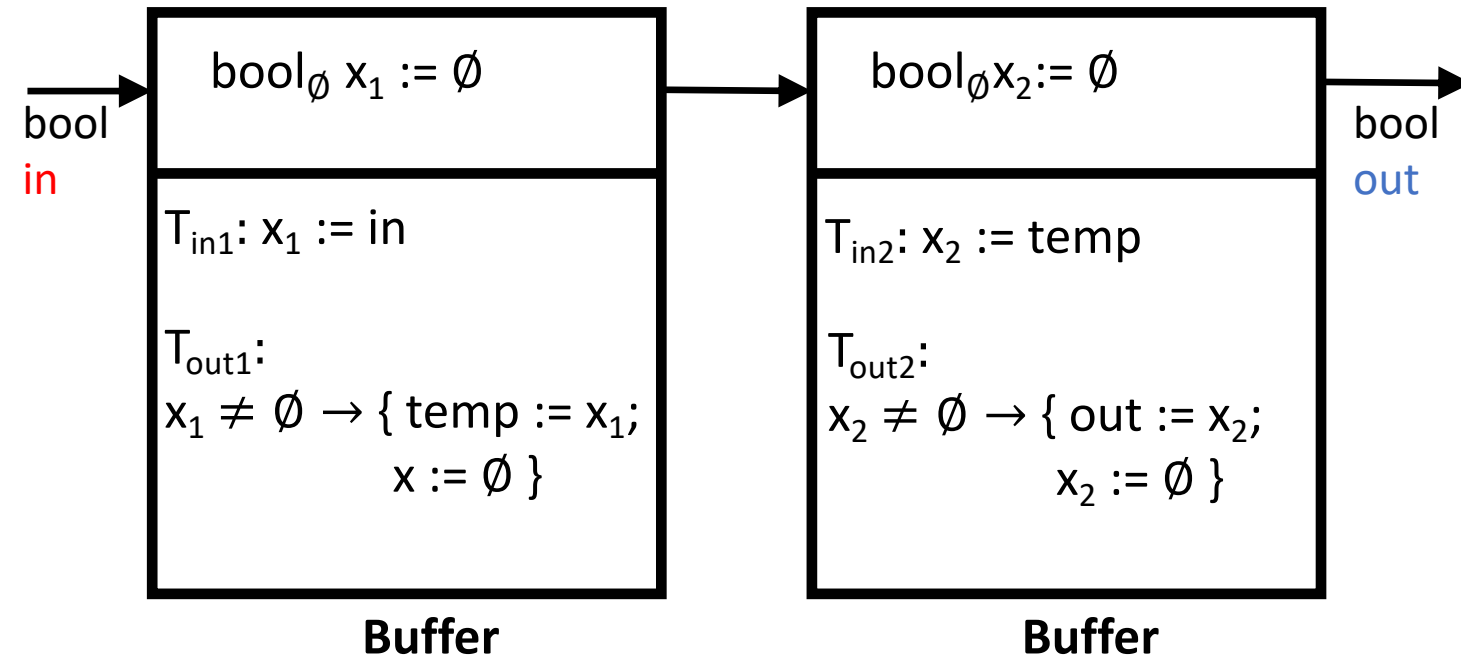 bool
in
bool∅ x₁ := ∅
Tᵢₙ₁: x₁ := in
Tₒᵤₜ₁:
x₁ ≠ ∅ → { temp := x₁;
x := ∅ }
Buffer
bool∅x₂:= ∅
Tᵢₙ₂: x₂ := temp
Tₒᵤₜ₂:
x₂ ≠ ∅ → { out := x₂;
x₂ := ∅ }
Buffer
bool
out